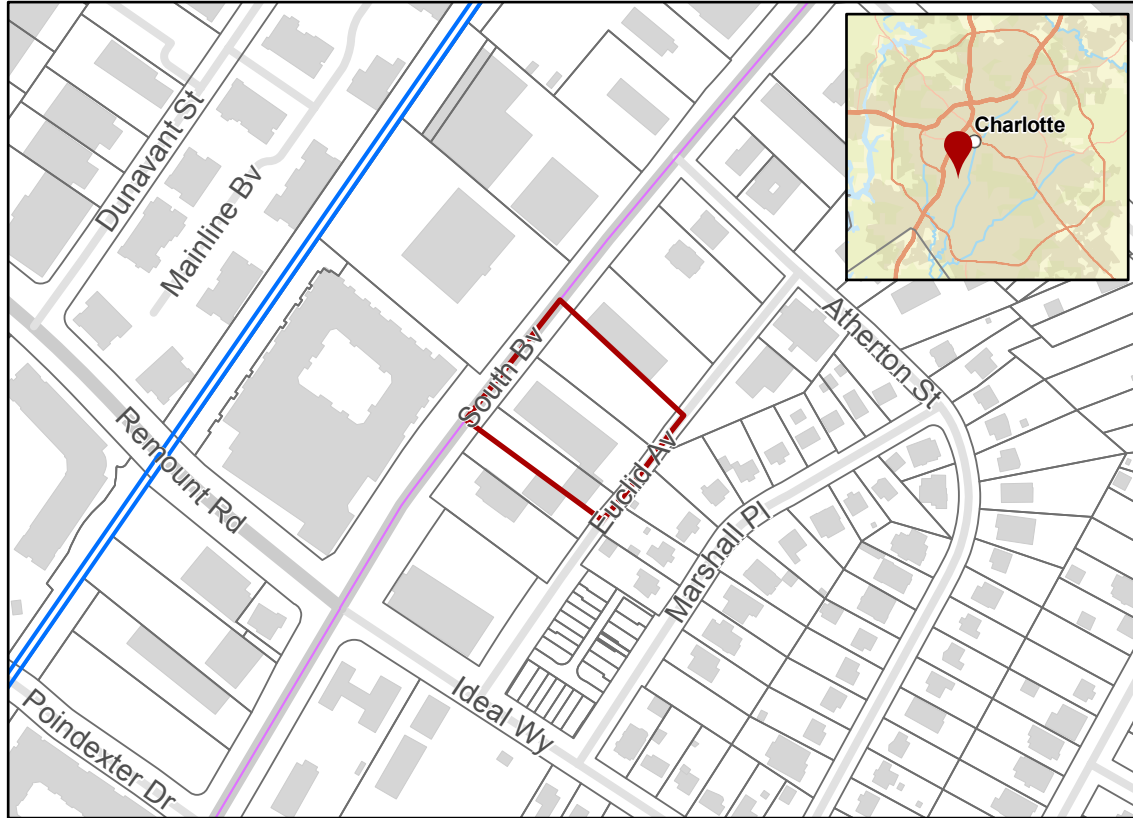 Charlotte
Dunavant St
Mainline Bv
South Bv
Atherton St
Remount Rd
Euclid Av
Marshall Pl
Ideal Wy
Poindexter Dr